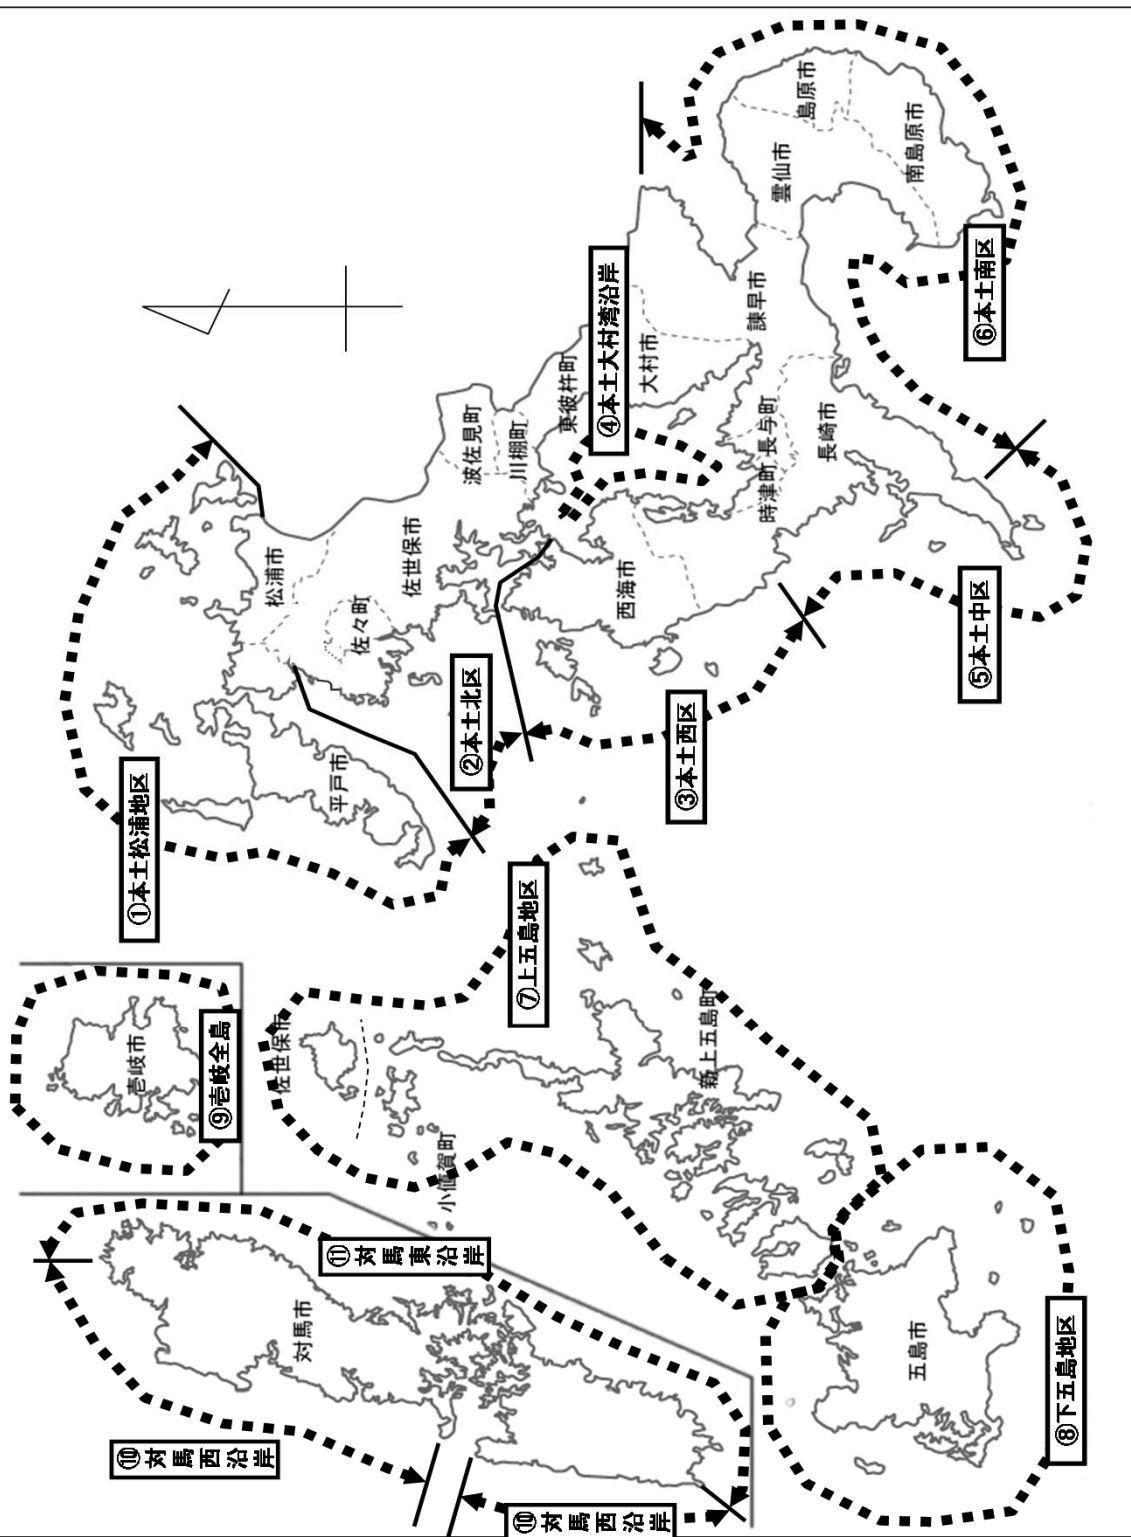 ①本土松浦地区
②本土北区
③本土西区
④本土大村湾沿岸
⑤本土中区
⑥本土南区
⑦上五島地区
⑧下五島地区
⑨壱岐全島
⑩対馬西沿岸
⑩対馬西沿岸
⑪対馬東沿岸
松浦市
平戸市
佐々町
佐世保市
波佐見町
川棚町
東彼杵町
大村市
西海市
時津町
長与町
長崎市
諫早市
雲仙市
島原市
南島原市
壱岐市
佐世保市
小値賀町
新上五島町
対馬市
五島市